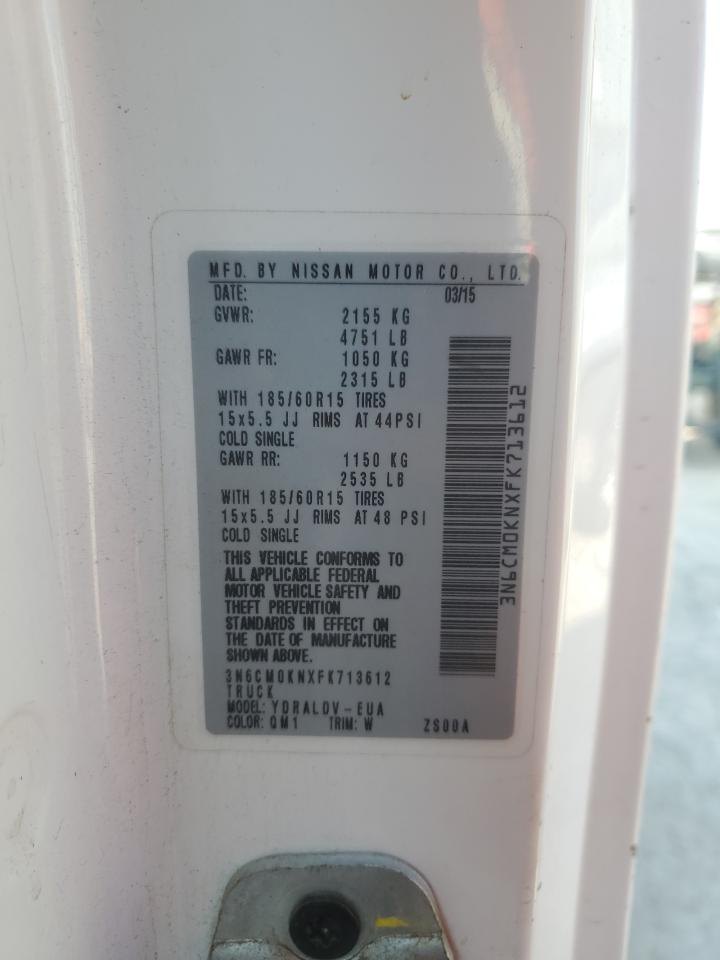 MFD. BY NISSAN MOTOR CO., LTD.
DATE: 03/15
GVWR: 2155 KG
4751 LB
GAWR FR: 1050 KG
2315 LB
WITH 185/60R15 TIRES
15x5.5 JJ RIMS AT 44PSI
COLD SINGLE
GAWR RR: 1150 KG
2535 LB
WITH 185/60R15 TIRES
15x5.5 JJ RIMS AT 48 PSI
COLD SINGLE
THIS VEHICLE CONFORMS TO
ALL APPLICABLE FEDERAL
MOTOR VEHICLE SAFETY AND
THEFT PREVENTION
STANDARDS IN EFFECT ON
THE DATE OF MANUFACTURE
SHOWN ABOVE.
3N6CM0KNXFK713612
TRUCK
MODEL: YDRALDV-EUA
COLOR: QM1 TRIM: W ZS00A
3N6CM0KNXFK713612